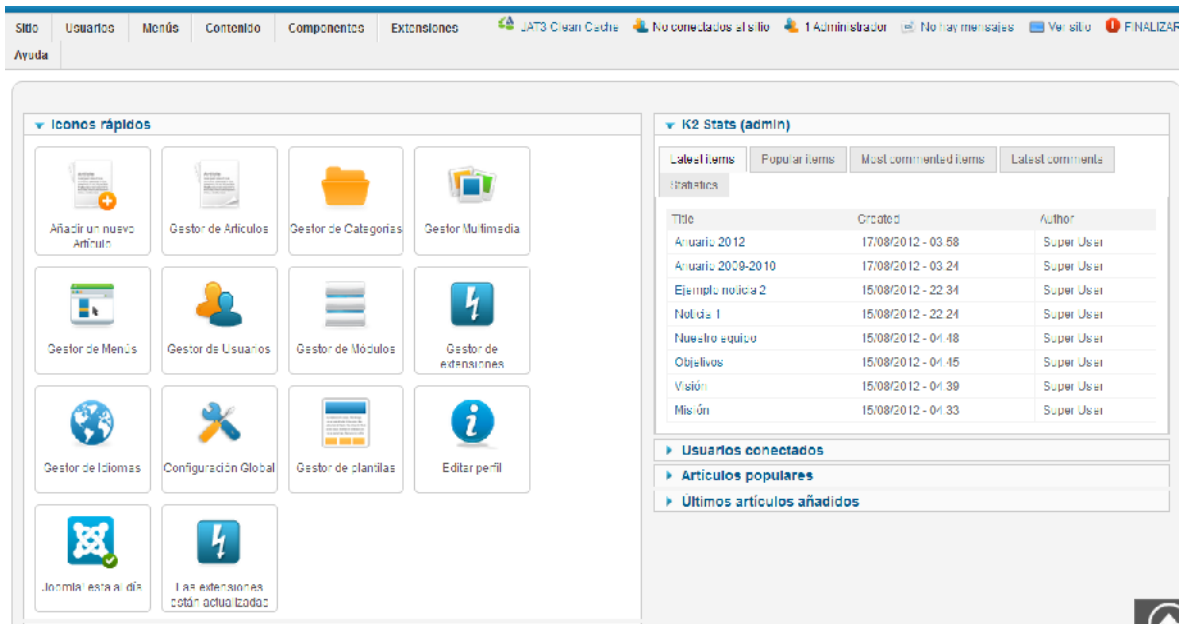 Sitio Usuarios Menús Contenido Componentes Extensiones JAT3 Clean Cache No conectados al sitio 1 Administrador No hay mensajes Ver sitio FINALIZAR
Ayuda
Iconos rápidos
Añadir un nuevo
Artículo
Gestor de Artículos
Gestor de Categorías
Gestor Multimedia
Gestor de Menús
Gestor de Usuarios
Gestor de Módulos
Gestor de
extensiones
Gestor de Idiomas
Configuración Global
Gestor de plantillas
Editar perfil
Joomla! esta al día
Las extensiones
están actualizadas
K2 Stats (admin)
Latest items Popular items Most commented items Latest comments
Statistics
Title Created Author
Anuario 2012 17/08/2012 - 03:58 Super User
Anuario 2009-2010 17/08/2012 - 03:24 Super User
Ejemplo noticia 2 15/08/2012 - 22:34 Super User
Noticia 1 15/08/2012 - 22:24 Super User
Nuestro equipo 15/08/2012 - 04:48 Super User
Objetivos 15/08/2012 - 04:45 Super User
Visión 15/08/2012 - 04:39 Super User
Misión 15/08/2012 - 04:33 Super User
Usuarios conectados
Artículos populares
Últimos artículos añadidos